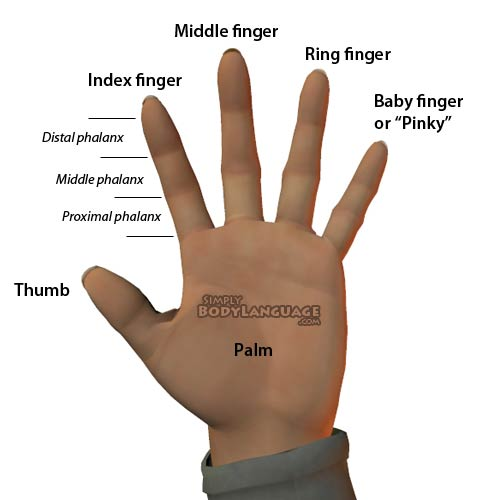 Middle finger
Ring finger
Index finger
Baby finger
or “Pinky”
Distal phalanx
Middle phalanx
Proximal phalanx
Thumb
SIMPLY
BODYLANGUAGE
.COM
Palm